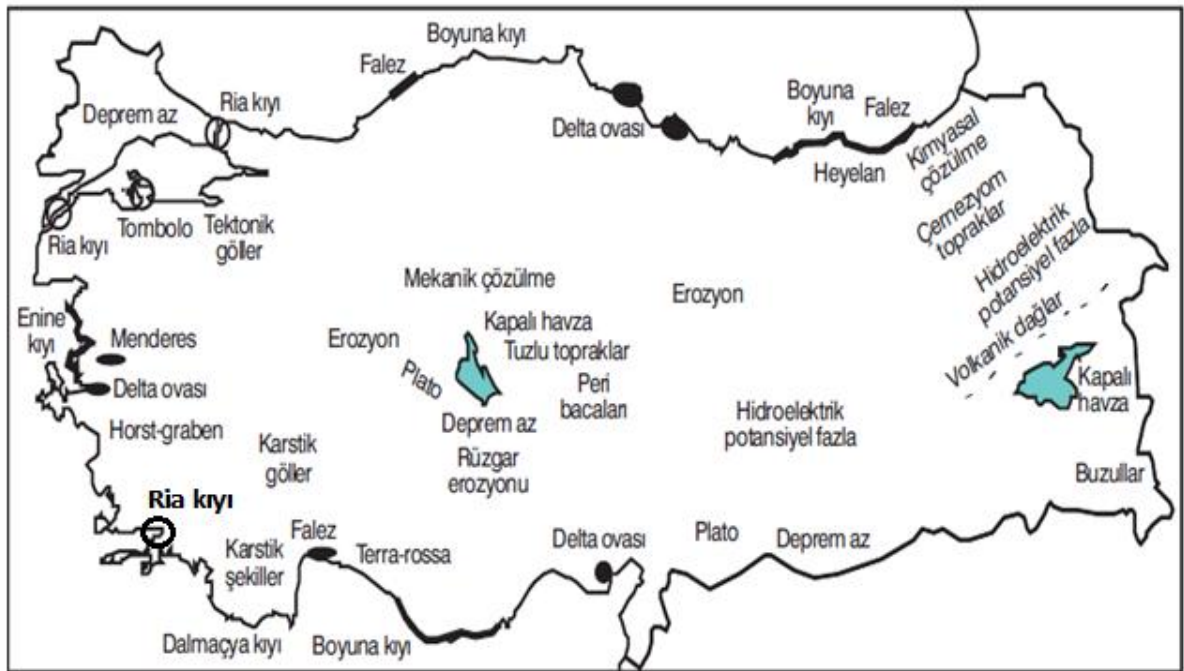 Boyuna kıyı
Falez
Ria kıyı
Deprem az
Delta ovası
Boyuna
kıyı
Falez
Heyelan
Kimyasal
çözülme
Çernezyom
topraklar
Hidroelektrik
potansiyel fazla
Volkanik dağlar
Ria kıyı
Tombolo
Tektonik
göller
Mekanik çözülme
Erozyon
Enine
kıyı
Menderes
Delta ovası
Horst-graben
Erozyon
Plato
Kapalı havza
Tuzlu topraklar
Peri
bacaları
Deprem az
Rüzgar
erozyonu
Hidroelektrik
potansiyel fazla
Kapalı
havza
Buzullar
Karstik
göller
Ria kıyı
Karstik
şekiller
Falez
Terra-rossa
Delta ovası
Plato
Deprem az
Dalmaçya kıyı
Boyuna kıyı